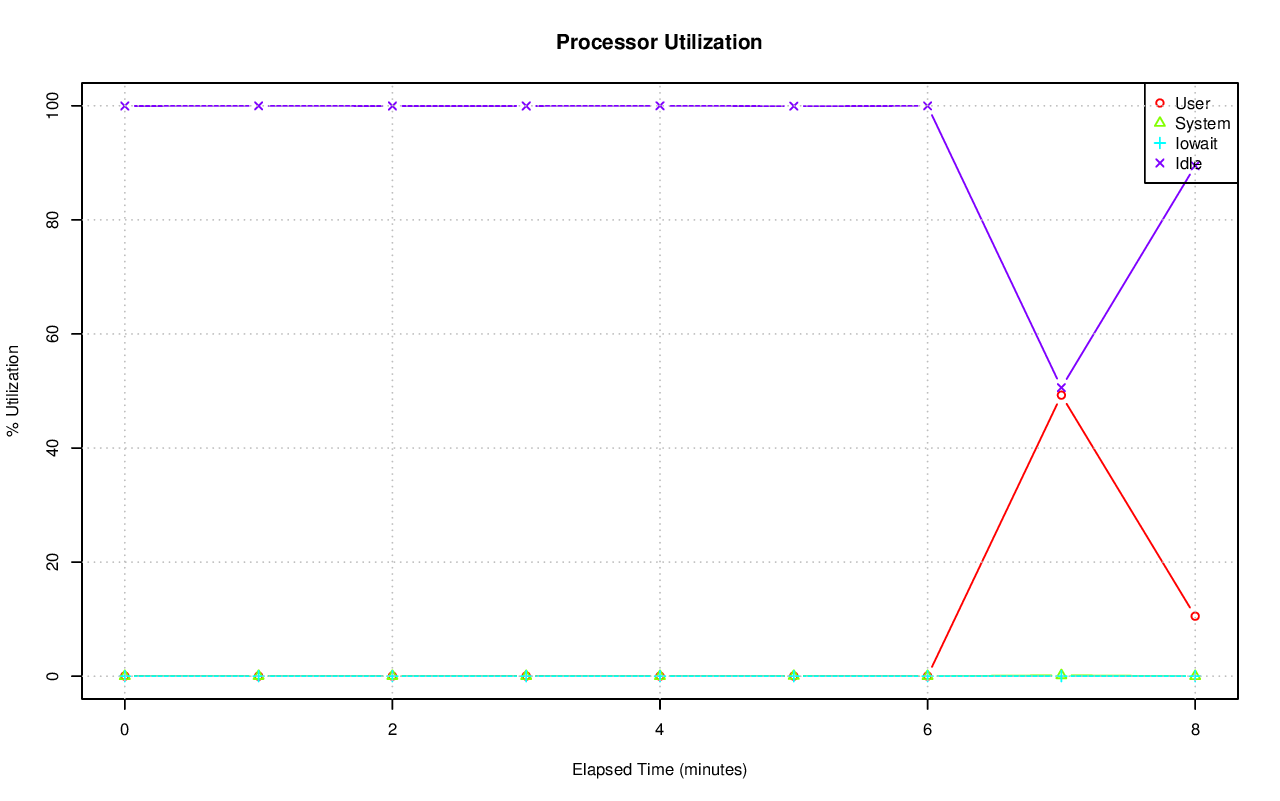 Processor Utilization
% Utilization
100
80
60
40
20
0
User
System
Iowait
Idle
0 2 4 6 8
Elapsed Time (minutes)